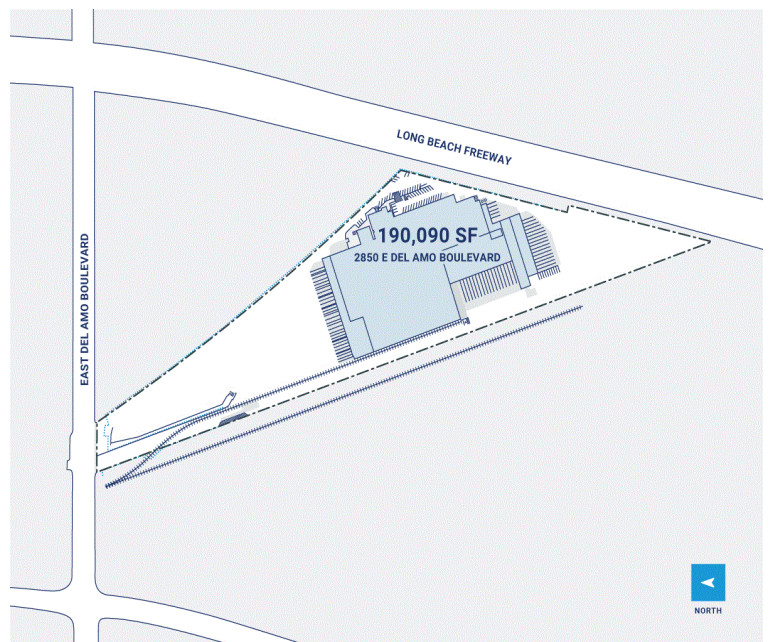 LONG BEACH FREEWAY
190,090 SF
2850 E DEL AMO BOULEVARD
EAST DEL AMO BOULEVARD
NORTH